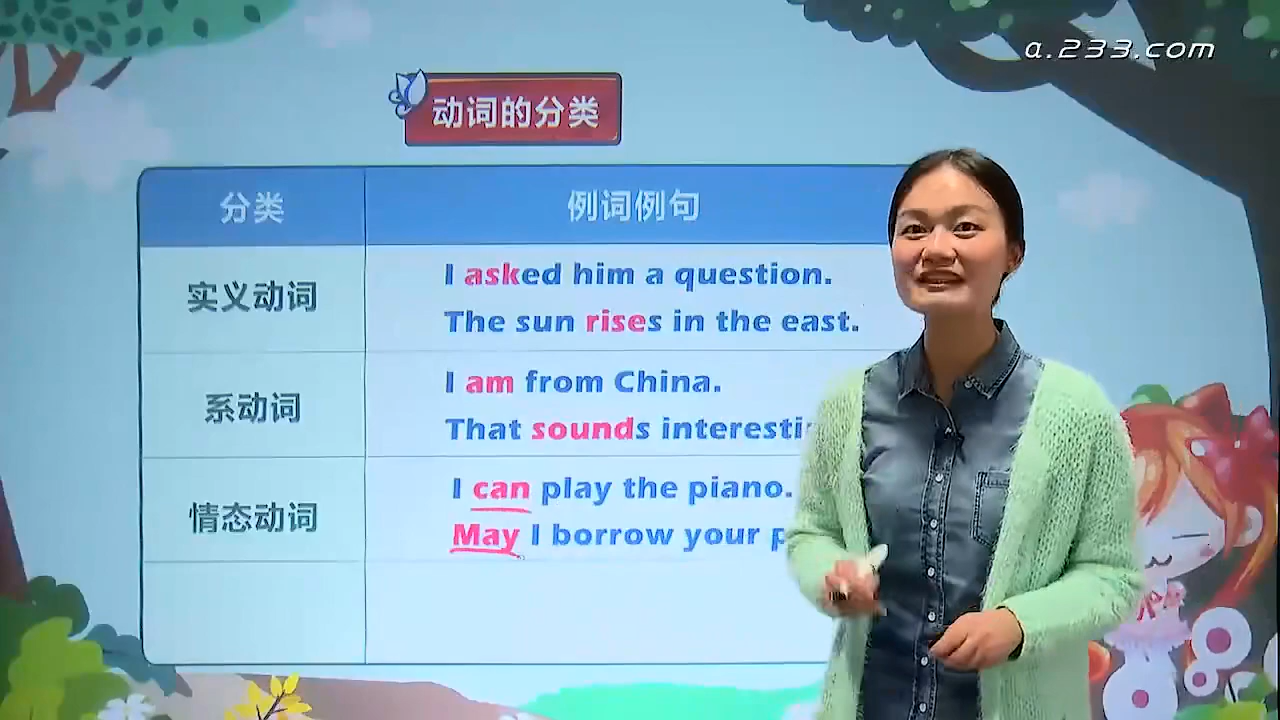 a.233.com
动词的分类
分类
例词例句
实义动词
I asked him a question.
The sun rises in the east.
系动词
I am from China.
That sounds
情态动词
I can play the piano.
May I borrow your